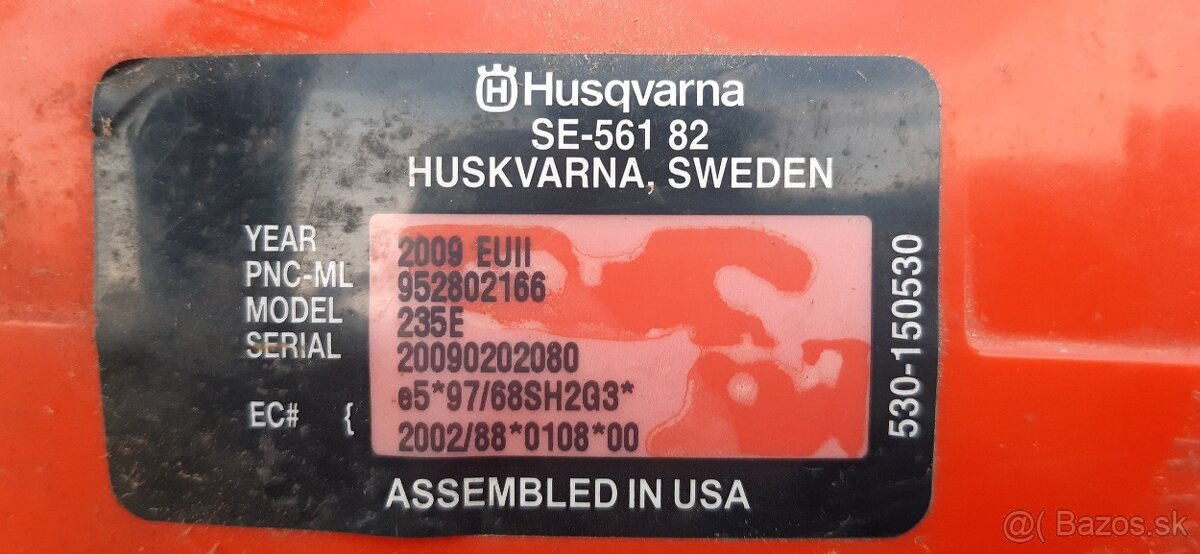 Husqvarna
SE-561 82
HUSKVARNA, SWEDEN
YEAR 2009 EUII
PNC-ML 952802166
MODEL 235E
SERIAL 20090202080
e5*97/68SH2G3*
EC# { 2002/88*0108*00
ASSEMBLED IN USA
530-150530
@( Bazos.sk